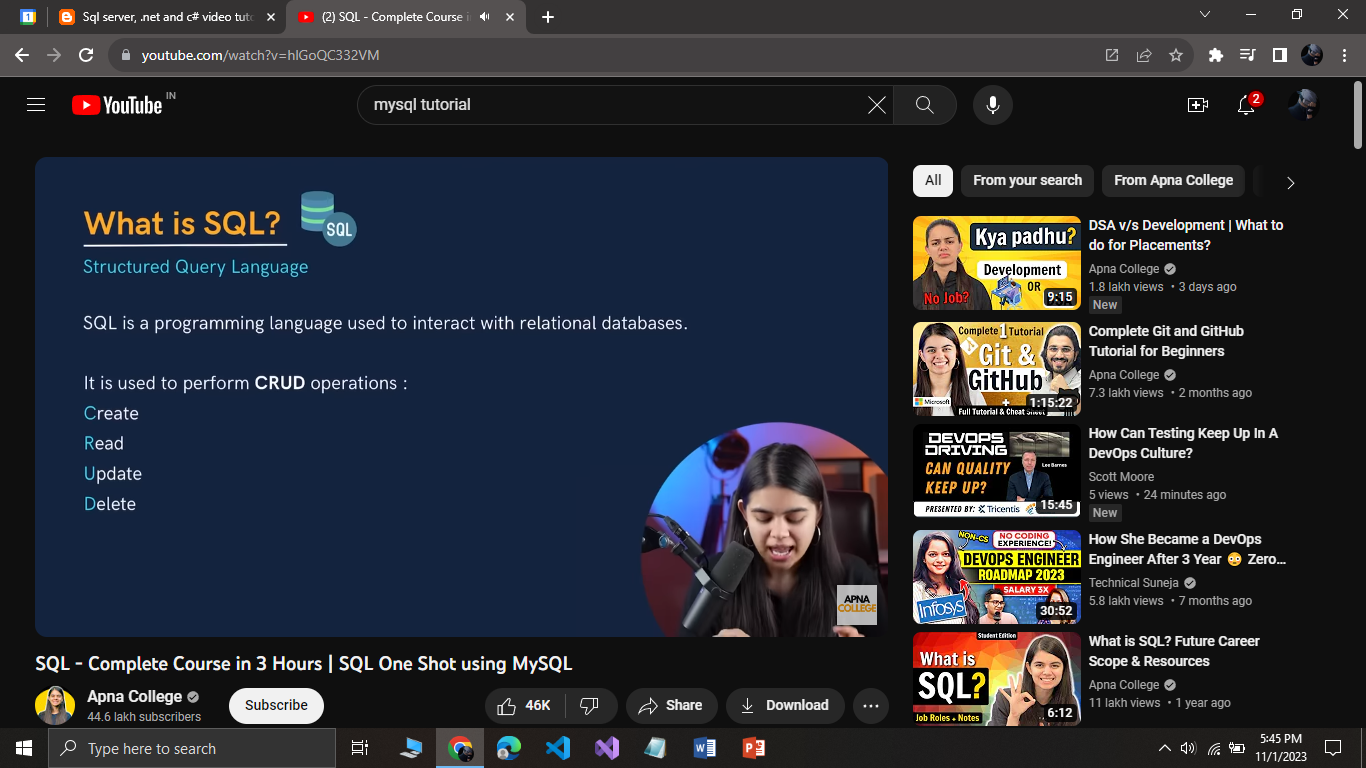 Sql server, .net and c# video tuto
(2) SQL - Complete Course in
youtube.com/watch?v=hlGoQC332VM
YouTube IN
mysql tutorial
2
What is SQL?
SQL
Structured Query Language
SQL is a programming language used to interact with relational databases.
It is used to perform CRUD operations :
Create
Read
Update
Delete
APNA
COLLEGE
SQL - Complete Course in 3 Hours | SQL One Shot using MySQL
Apna College
44.6 lakh subscribers
Subscribe
46K
Share
Download
All
From your search
From Apna College
Kya padhu?
Development
OR
No Job?
9:15
DSA v/s Development | What to
do for Placements?
Apna College
1.8 lakh views • 3 days ago
New
Complete 1 Tutorial
Git &
GitHub
Microsoft
+
Full Tutorial & Cheat Sheet
1:15:22
Complete Git and GitHub
Tutorial for Beginners
Apna College
7.3 lakh views • 2 months ago
DEVOPS
DRIVING
CAN QUALITY
KEEP UP?
Lee Barnes
PRESENTED BY: Tricentis
15:45
How Can Testing Keep Up In A
DevOps Culture?
Scott Moore
5 views • 24 minutes ago
New
NON-CS
NO CODING
EXPERIENCE!
DEVOPS ENGINEER
ROADMAP 2023
SALARY 3X
Infosys
30:52
How She Became a DevOps
Engineer After 3 Year 😳 Zero...
Technical Suneja
5.8 lakh views • 7 months ago
Student Edition
What is
SQL?
Job Roles + Notes
6:12
What is SQL? Future Career
Scope & Resources
Apna College
11 lakh views • 1 year ago
Type here to search
5:45 PM
11/1/2023